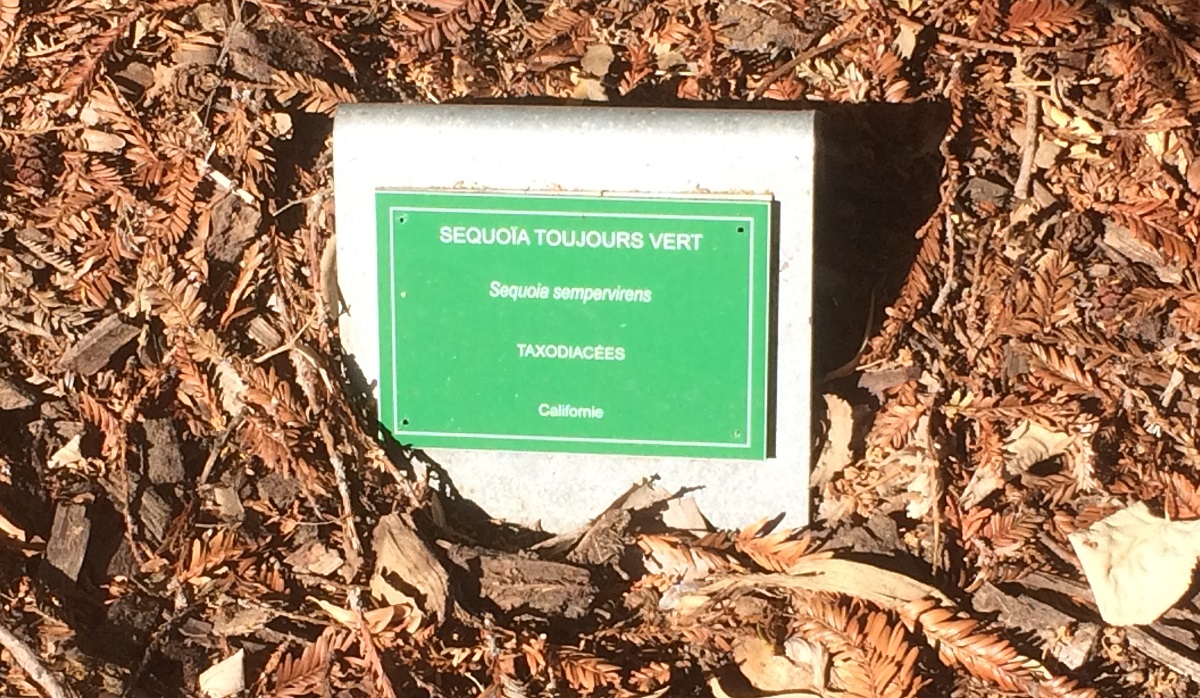 SEQUOÏA TOUJOURS VERT
Sequoia sempervirens
TAXODIACÉES
Californie